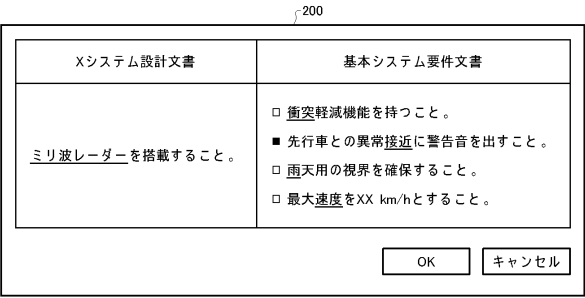 200
Xシステム設計文書
基本システム要件文書
ミリ波レーダーを搭載すること。
□ 衝突軽減機能を持つこと。
■ 先行車との異常接近に警告音を出すこと。
□ 雨天用の視界を確保すること。
□ 最大速度をXX km/hとすること。
OK
キャンセル